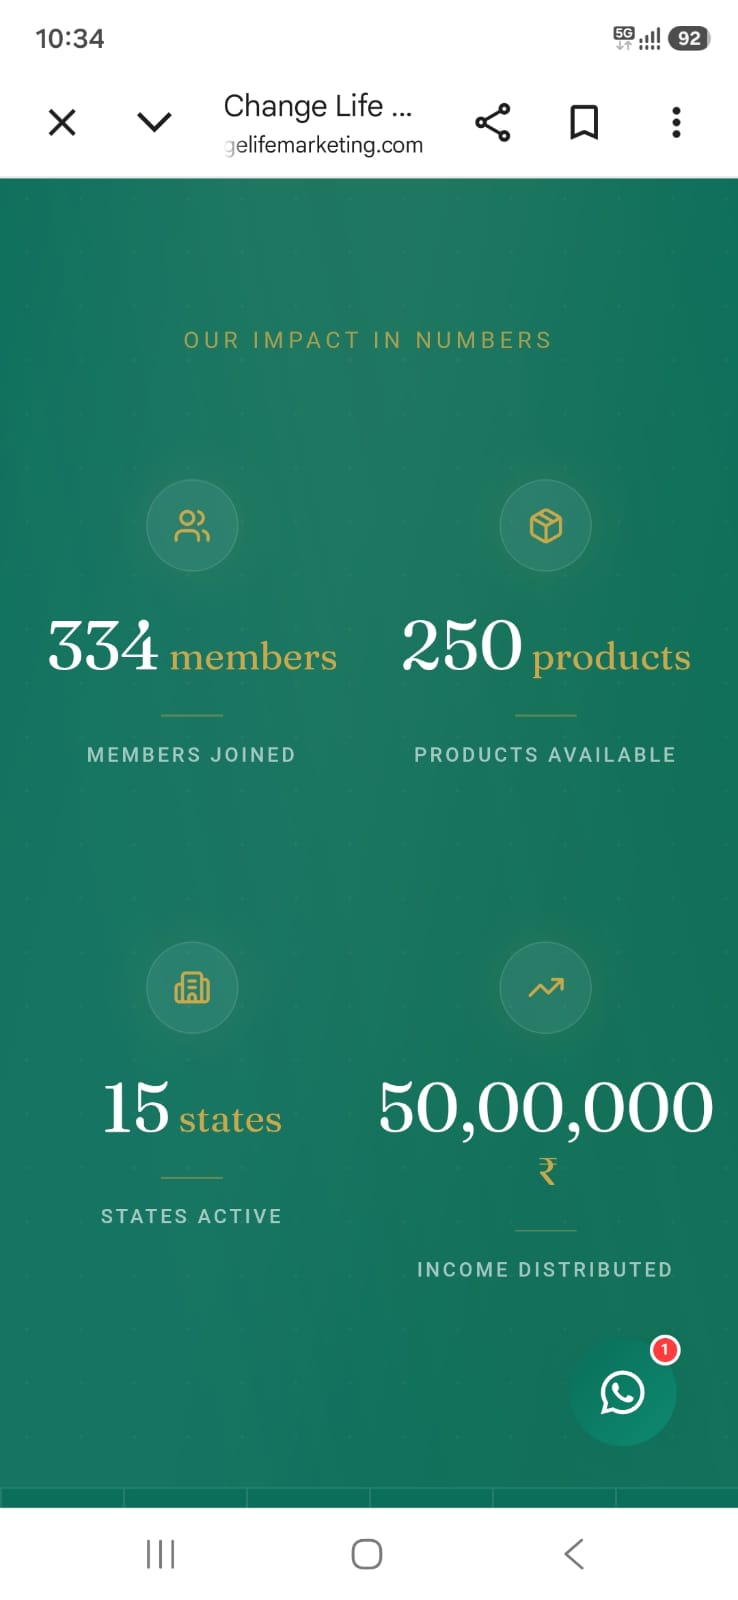 10:34
5G
92
Change Life ...
gelifemarketing.com
OUR IMPACT IN NUMBERS
334 members
MEMBERS JOINED
250 products
PRODUCTS AVAILABLE
15 states
STATES ACTIVE
50,00,000
₹
INCOME DISTRIBUTED
1